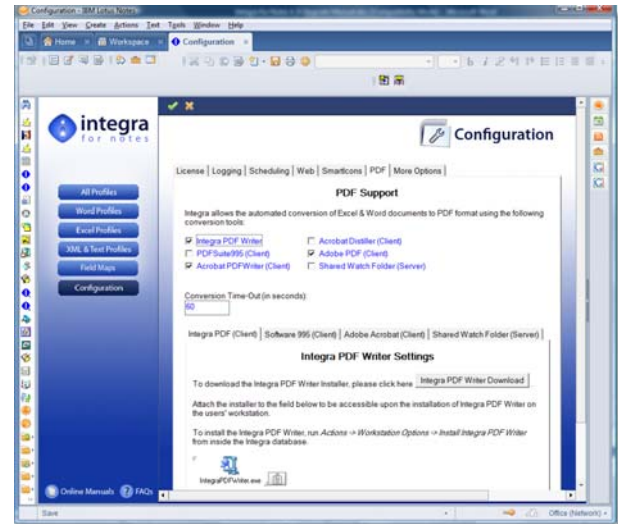 Configuration - IBM Lotus Notes
File Edit View Create Actions Text Tools Window Help
Home Workspace Configuration
integra
for notes
Configuration
License Logging Scheduling Web SmartIcons PDF More Options
PDF Support
All Profiles
Word Profiles
Excel Profiles
XML & Text Profiles
Field Maps
Configuration
Integra allows the automated conversion of Excel & Word documents to PDF format using the following
conversion tools:
Integra PDF Writer Acrobat Distiller (Client)
PDFSuite995 (Client) Adobe PDF (Client)
Acrobat PDFWriter (Client) Shared Watch Folder (Server)
Conversion Time-Out (in seconds):
60
Integra PDF (Client) Software 995 (Client) Adobe Acrobat (Client) Shared Watch Folder (Server)
Integra PDF Writer Settings
To download the Integra PDF Writer Installer, please click here Integra PDF Writer Download
Attach the installer to the field below to be accessible upon the installation of Integra PDF Writer on
the users' workstation.
To install the Integra PDF Writer, run Actions -> Workstation Options -> Install Integra PDF Writer
from inside the Integra database.
IntegraPDFWriter.exe
Online Manuals FAQs
Save Office (Network)